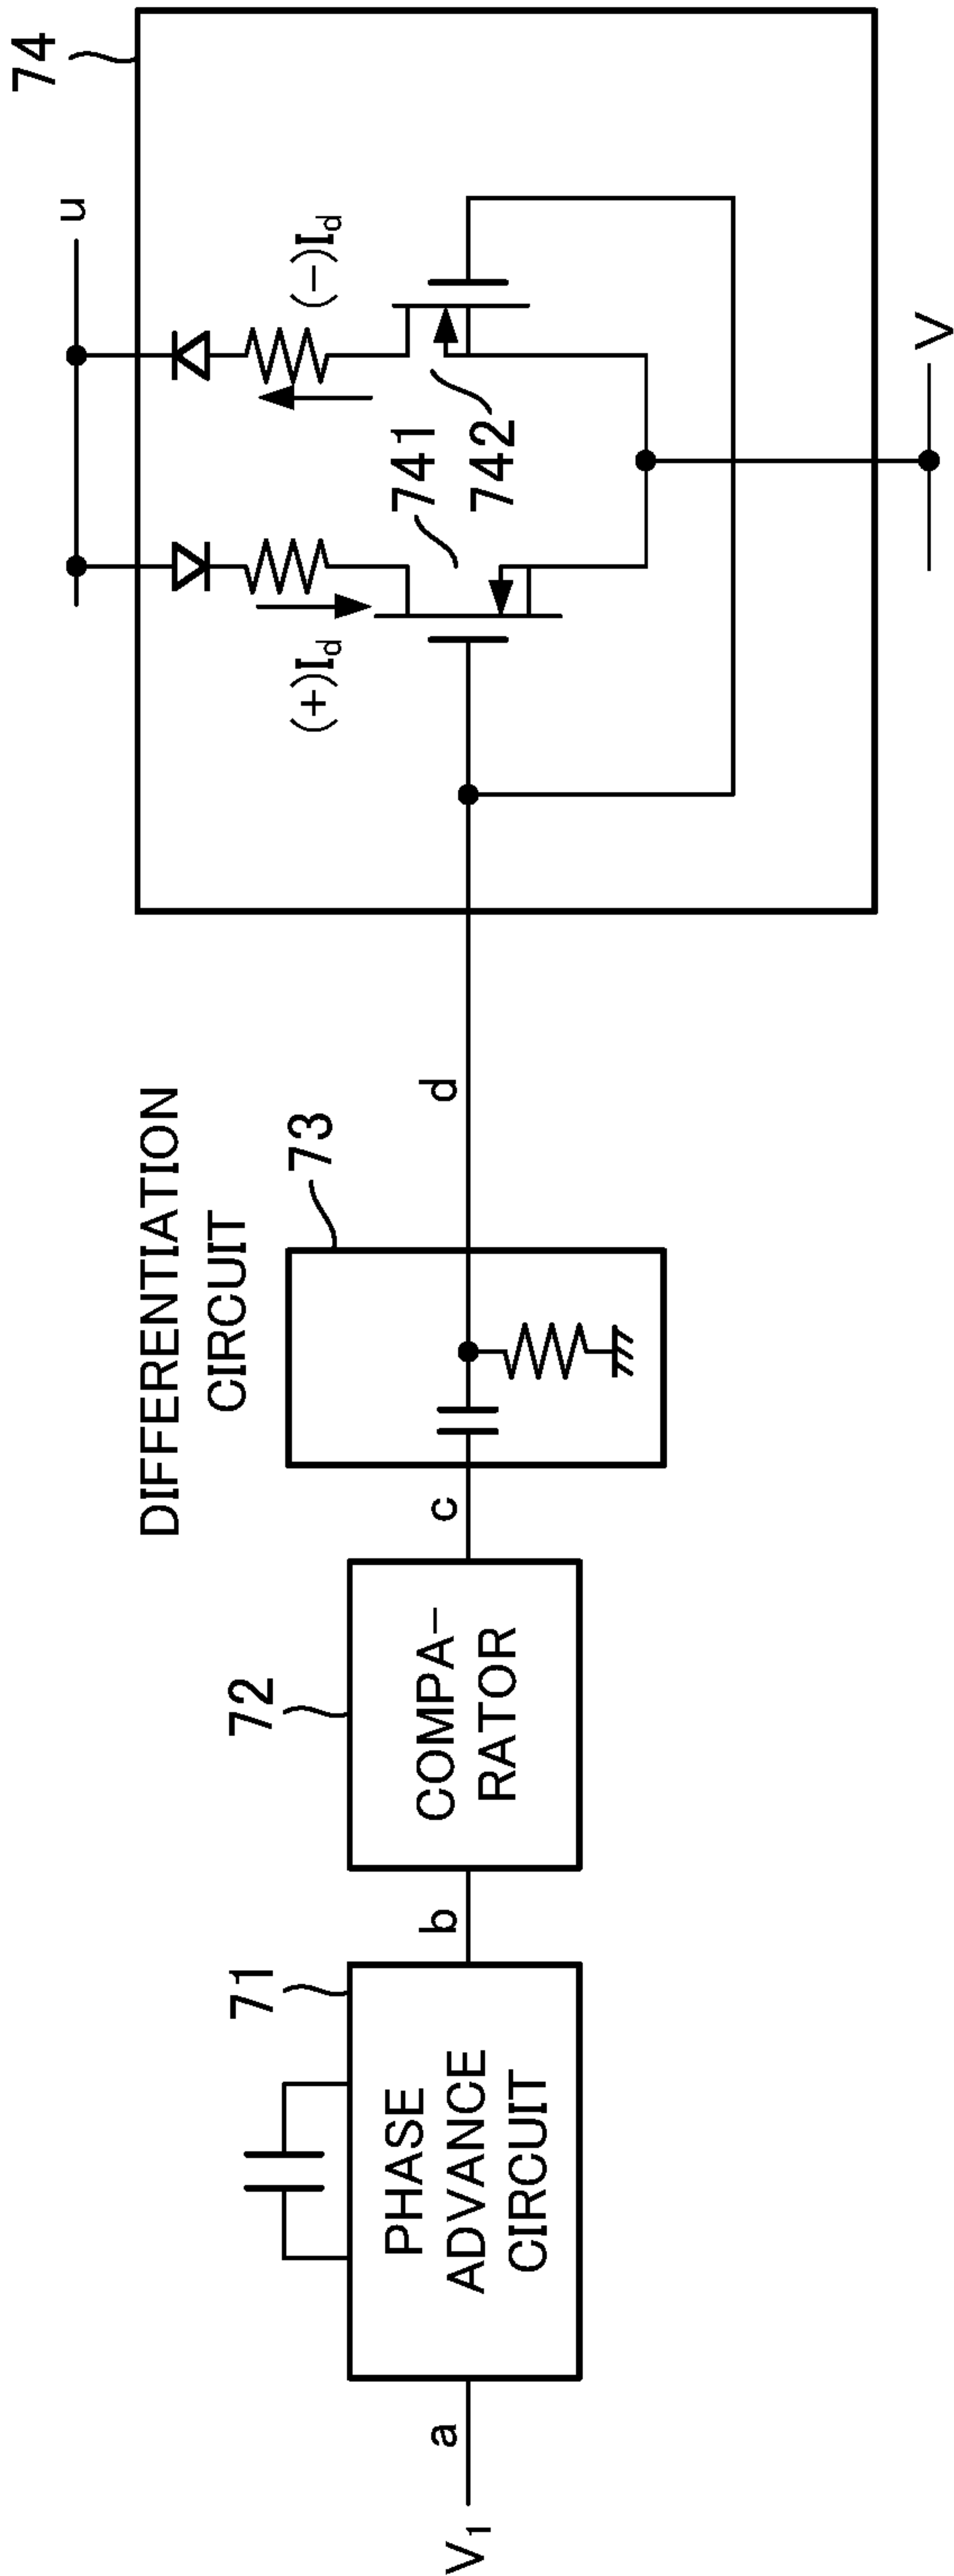 V1
a
71
PHASE
ADVANCE
CIRCUIT
b
72
COMPA-
RATOR
c
DIFFERENTIATION
CIRCUIT
73
d
74
u
(+)Id
(-)Id
741
742
V